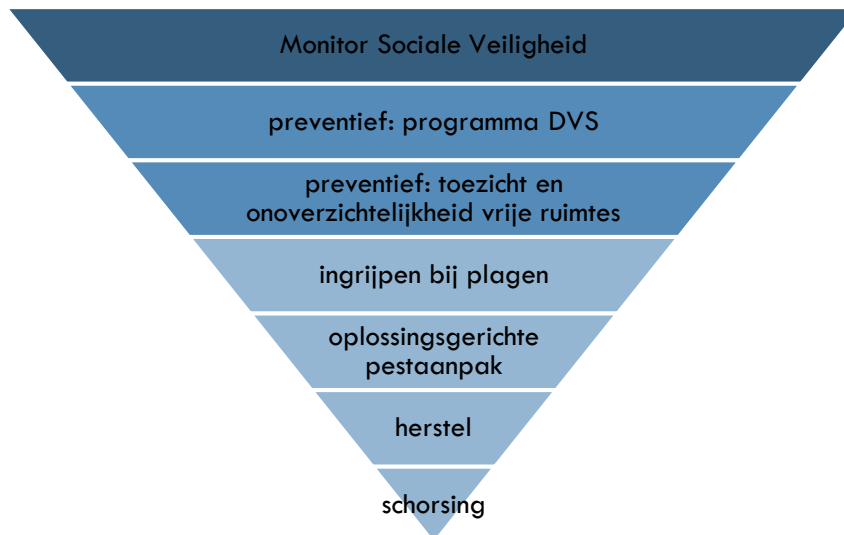 Monitor Sociale Veiligheid
preventief: programma DVS
preventief: toezicht en
onoverzichtelijkheid vrije ruimtes
ingrijpen bij plagen
oplossingsgerichte
pestaanpak
herstel
schorsing